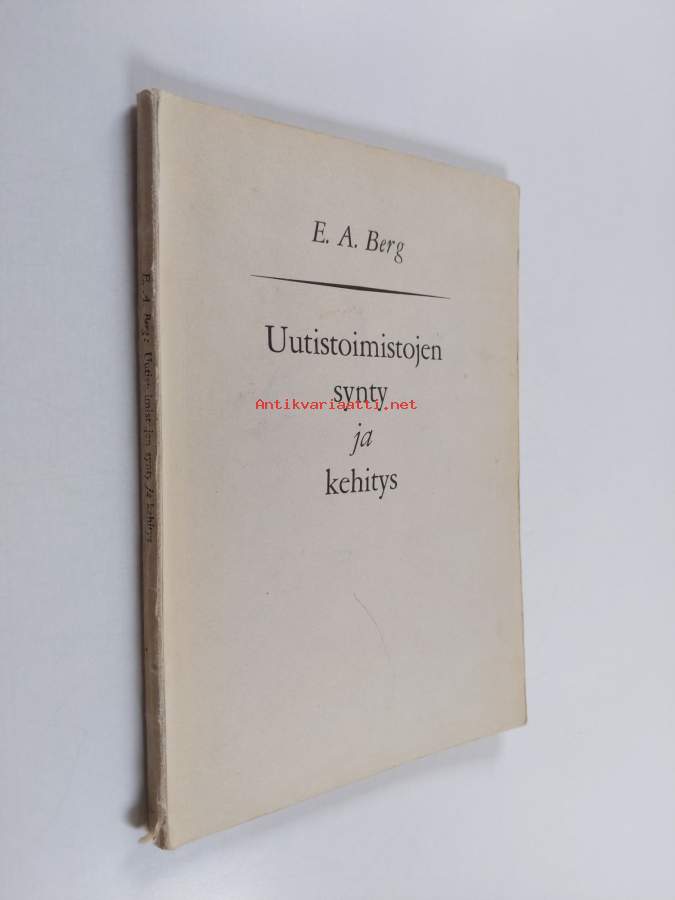 E. A. Berg
Uutistoimistojen
synty
Antikvariaatti.net
ja
kehitys
E. A. Berg: Uutistoimistojen synty ja kehitys